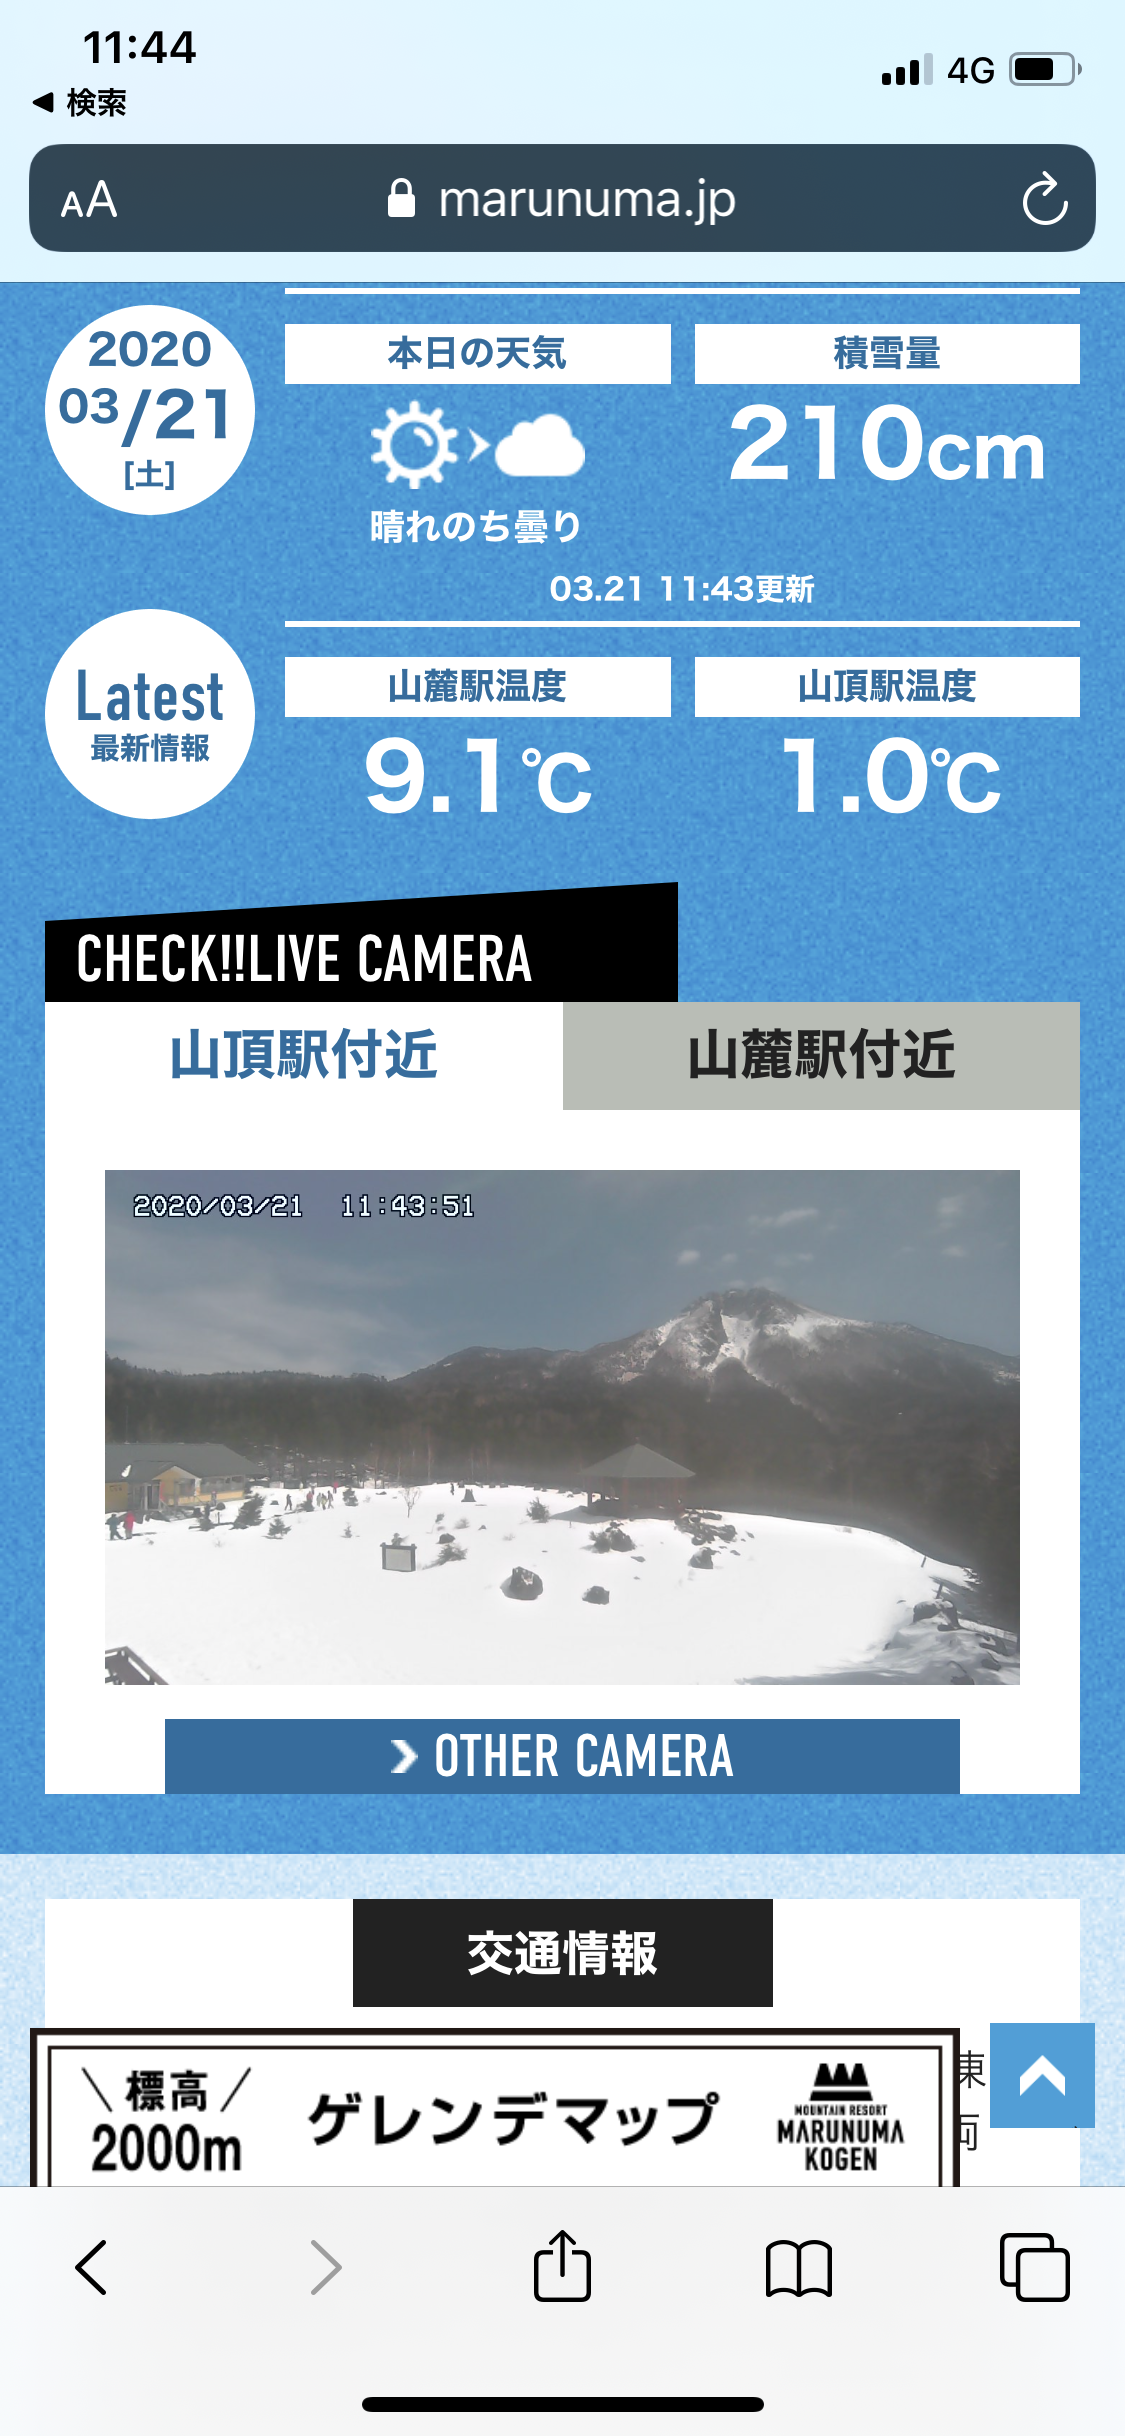 11:44
4G
検索
AA
marunuma.jp
2020
03/21
[土]
本日の天気
積雪量
210cm
晴れのち曇り
03.21 11:43更新
Latest
最新情報
山麓駅温度
山頂駅温度
9.1℃
1.0℃
CHECK!!LIVE CAMERA
山頂駅付近
山麓駅付近
2020/03/21 11:43:51
OTHER CAMERA
交通情報
東
両
標高
2000m
ゲレンデマップ
MOUNTAIN RESORT
MARUNUMA
KOGEN